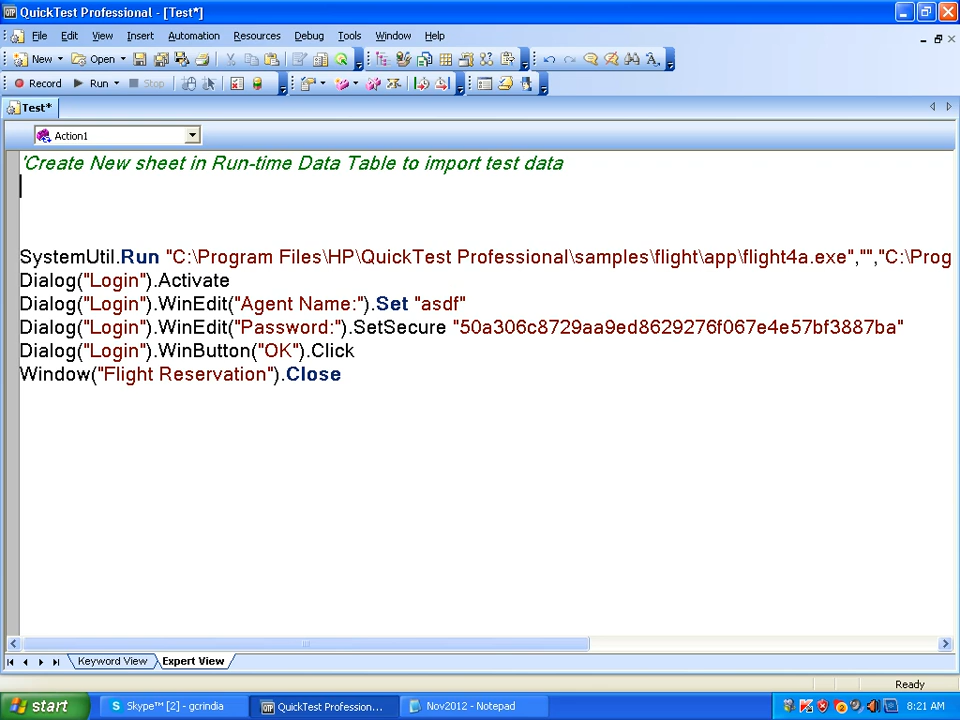 QuickTest Professional - [Test*]
File Edit View Insert Automation Resources Debug Tools Window Help
New Open
Record Run Stop
Test*
Action1
'Create New sheet in Run-time Data Table to import test data
SystemUtil.Run "C:\Program Files\HP\QuickTest Professional\samples\flight\app\flight4a.exe","","C:\Prog
Dialog("Login").Activate
Dialog("Login").WinEdit("Agent Name:").Set "asdf"
Dialog("Login").WinEdit("Password:").SetSecure "50a306c8729aa9ed8629276f067e4e57bf3887ba"
Dialog("Login").WinButton("OK").Click
Window("Flight Reservation").Close
Keyword View Expert View
Ready
start Skype™ [2] - gcrindia QuickTest Profession... Nov2012 - Notepad 8:21 AM